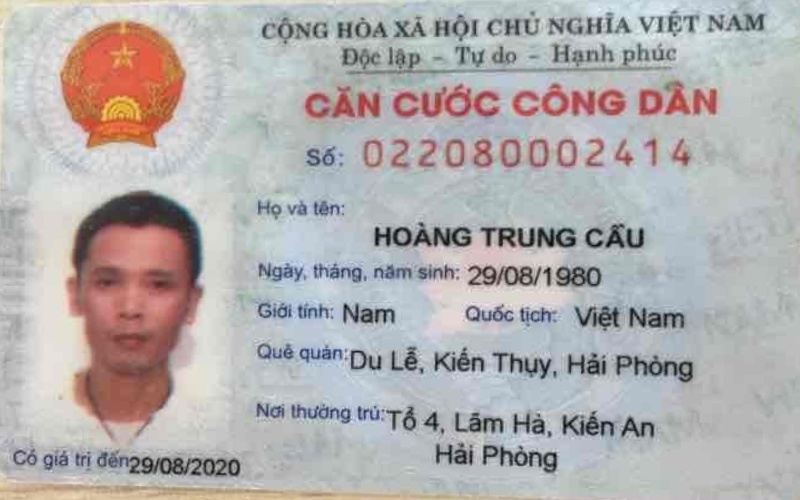 CỘNG HÒA XÃ HỘI CHỦ NGHĨA VIỆT NAM
Độc lập - Tự do - Hạnh phúc
CĂN CƯỚC CÔNG DÂN
Số: 022080002414
Họ và tên:
HOÀNG TRUNG CẤU
Ngày, tháng, năm sinh: 29/08/1980
Giới tính: Nam Quốc tịch: Việt Nam
Quê quán: Du Lễ, Kiến Thụy, Hải Phòng
Nơi thường trú: Tổ 4, Lãm Hà, Kiến An
Hải Phòng
Có giá trị đến 29/08/2020